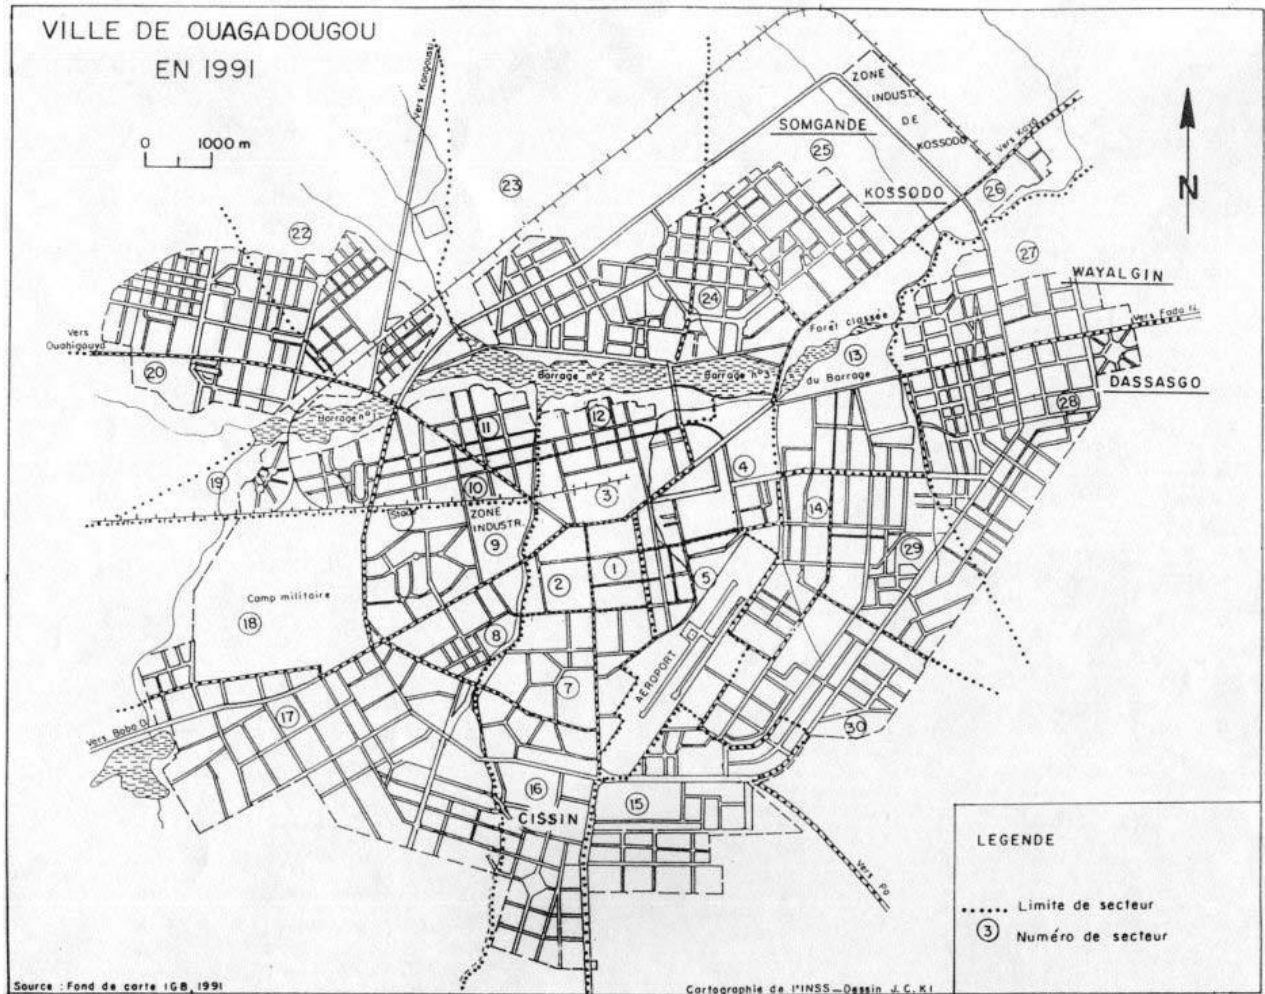 VILLE DE OUAGADOUGOU
EN 1991
0 1000 m
Vers Kongoussi
ZONE
INDUST.
DE
KOSSODO
SOMGANDE
25
Vers Kaya
KOSSODO
26
N
23
22
27
WAYALGIN
24
Vers Fada N.
Vers
Ouahigouya
Forêt classée
13
du Barrage
20
Barrage n°2
Barrage n°3
DASSASGO
28
Barrage n°
11
12
4
19
10
3
Stade
ZONE
INDUSTR.
9
14
29
1
2
5
Camp militaire
18
8
AEROPORT
7
17
30
Vers Bobo D.
16
15
CISSIN
Vers Po
LEGENDE
Limite de secteur
3 Numéro de secteur
Source : Fond de carte IGB, 1991
Cartographie de l'INSS_Dessin J.C.KI